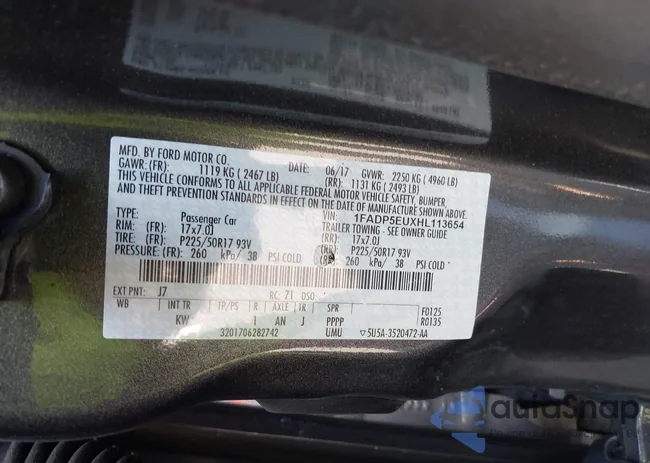 MFD. BY FORD MOTOR CO. DATE: 06/17 GVWR: 2250 KG ( 4960 LB)
GAWR: (FR): 1119 KG ( 2467 LB) (RR): 1131 KG ( 2493 LB)
THIS VEHICLE CONFORMS TO ALL APPLICABLE FEDERAL MOTOR VEHICLE SAFETY, BUMPER,
AND THEFT PREVENTION STANDARDS IN EFFECT ON THE DATE OF MANUFACTURE SHOWN ABOVE.
VIN: 1FADP5EUXHL113654
TYPE: Passenger Car TRAILER TOWING - SEE OWNER GUIDE
RIM: (FR): 17x7.0J (RR): 17x7.0J
TIRE: (FR): P225/50R17 93V (RR): P225/50R17 93V
PRESSURE: (FR): 260 kPa/ 38 PSI COLD 260 kPa/ 38 PSI COLD
EXT PNT: J7 RC: 71 DSO:
WB INT TR TP/PS R AXLE TR SPR F0125
KW I AN J PPPP R0135
3201706282742 UMU ▽5U5A-3520472-AA
autoSnap